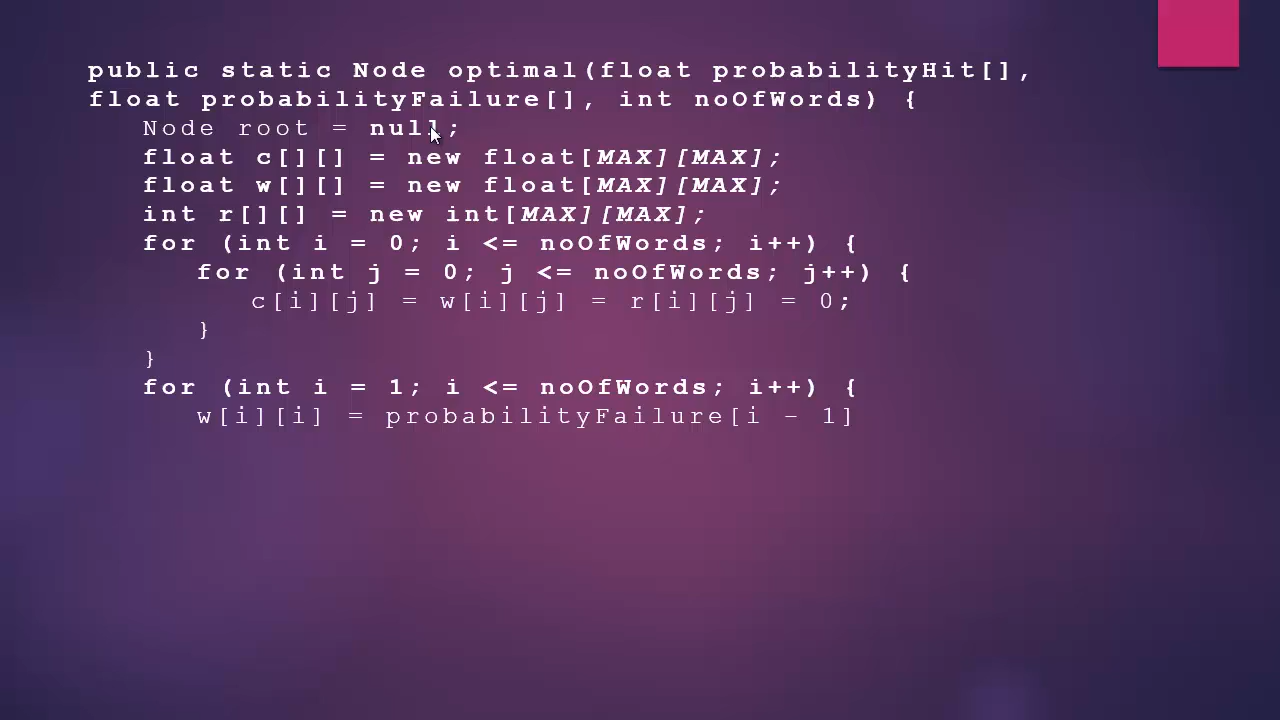 public static Node optimal(float probabilityHit[],
float probabilityFailure[], int noOfWords) {
Node root = null;
float c[][] = new float[MAX][MAX];
float w[][] = new float[MAX][MAX];
int r[][] = new int[MAX][MAX];
for (int i = 0; i <= noOfWords; i++) {
for (int j = 0; j <= noOfWords; j++) {
c[i][j] = w[i][j] = r[i][j] = 0;
}
}
for (int i = 1; i <= noOfWords; i++) {
w[i][i] = probabilityFailure[i – 1]